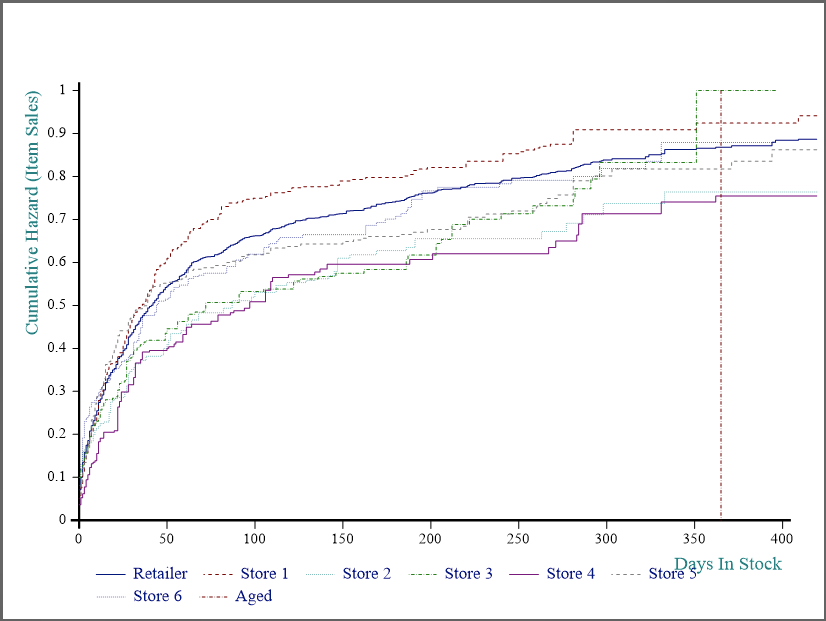 Cumulative Hazard (Item Sales)
1
0.9
0.8
0.7
0.6
0.5
0.4
0.3
0.2
0.1
0
0 50 100 150 200 250 300 350 400
Days In Stock
Retailer Store 1 Store 2 Store 3 Store 4 Store 5
Store 6 Aged